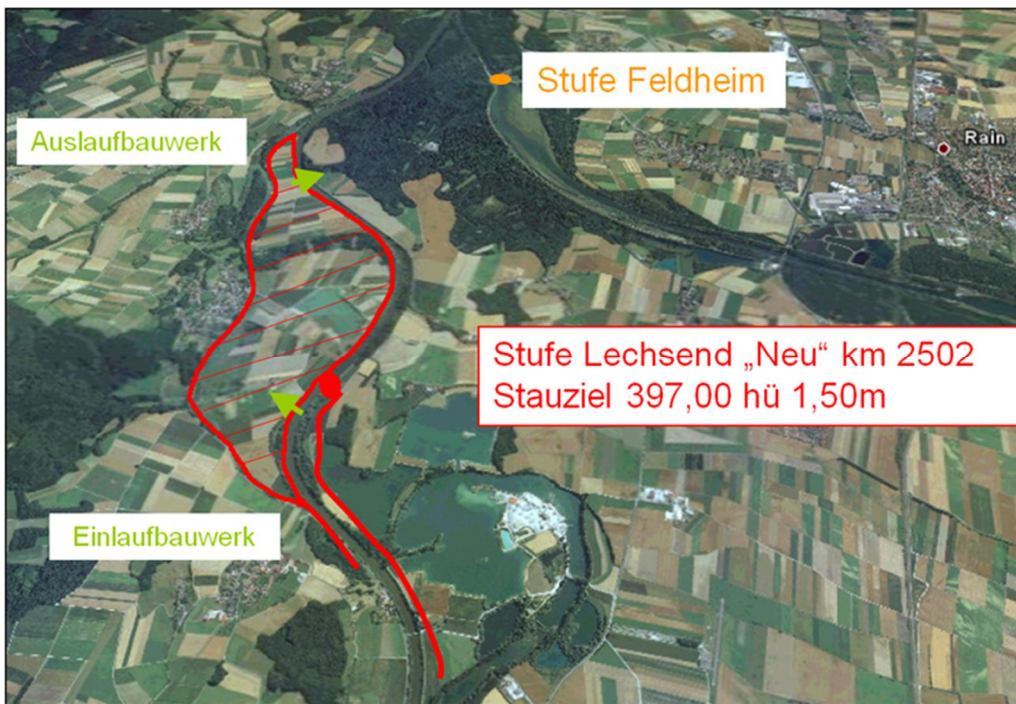 Stufe Feldheim
Auslaufbauwerk
Rain
Stufe Lechsend „Neu“ km 2502
Stauziel 397,00 hü 1,50m
Einlaufbauwerk